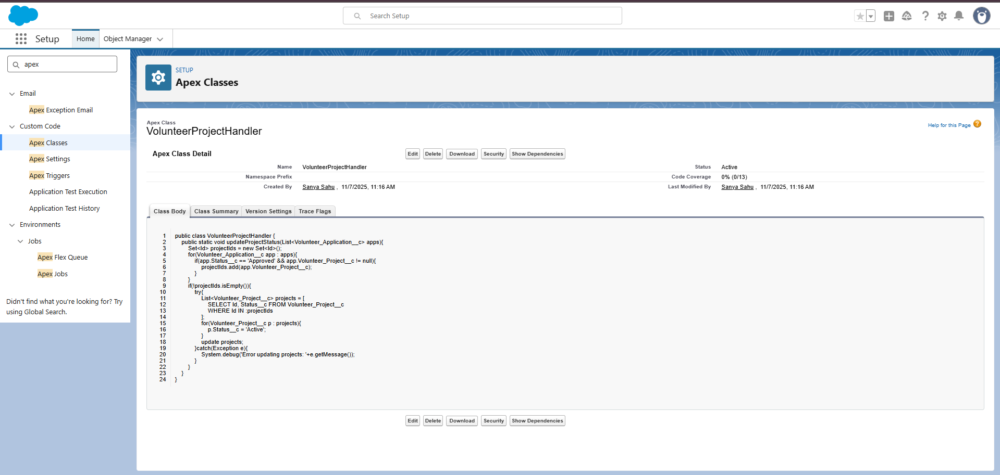 Search Setup
Setup
Home
Object Manager
apex
Email
Apex Exception Email
Custom Code
Apex Classes
Apex Settings
Apex Triggers
Application Test Execution
Application Test History
Environments
Jobs
Apex Flex Queue
Apex Jobs
Didn't find what you're looking for? Try
using Global Search.
SETUP
Apex Classes
Apex Class
VolunteerProjectHandler
Help for this Page ?
Apex Class Detail
Edit Delete Download Security Show Dependencies
Name VolunteerProjectHandler Status Active
Namespace Prefix Code Coverage 0% (0/13)
Created By Sanya Sahu , 11/7/2025, 11:16 AM Last Modified By Sanya Sahu , 11/7/2025, 11:16 AM
Class Body Class Summary Version Settings Trace Flags
1 public class VolunteerProjectHandler {
2 public static void updateProjectStatus(List<Volunteer_Application__c> apps){
3 Set<Id> projectIds = new Set<Id>();
4 for(Volunteer_Application__c app : apps){
5 if(app.Status__c == 'Approved' && app.Volunteer_Project__c != null){
6 projectIds.add(app.Volunteer_Project__c);
7 }
8 }
9 if(!projectIds.isEmpty()){
10 try{
11 List<Volunteer_Project__c> projects = [
12 SELECT Id, Status__c FROM Volunteer_Project__c
13 WHERE Id IN :projectIds
14 ];
15 for(Volunteer_Project__c p : projects){
16 p.Status__c = 'Active';
17 }
18 update projects;
19 }catch(Exception e){
20 System.debug('Error updating projects: '+e.getMessage());
21 }
22 }
23 }
24 }
Edit Delete Download Security Show Dependencies